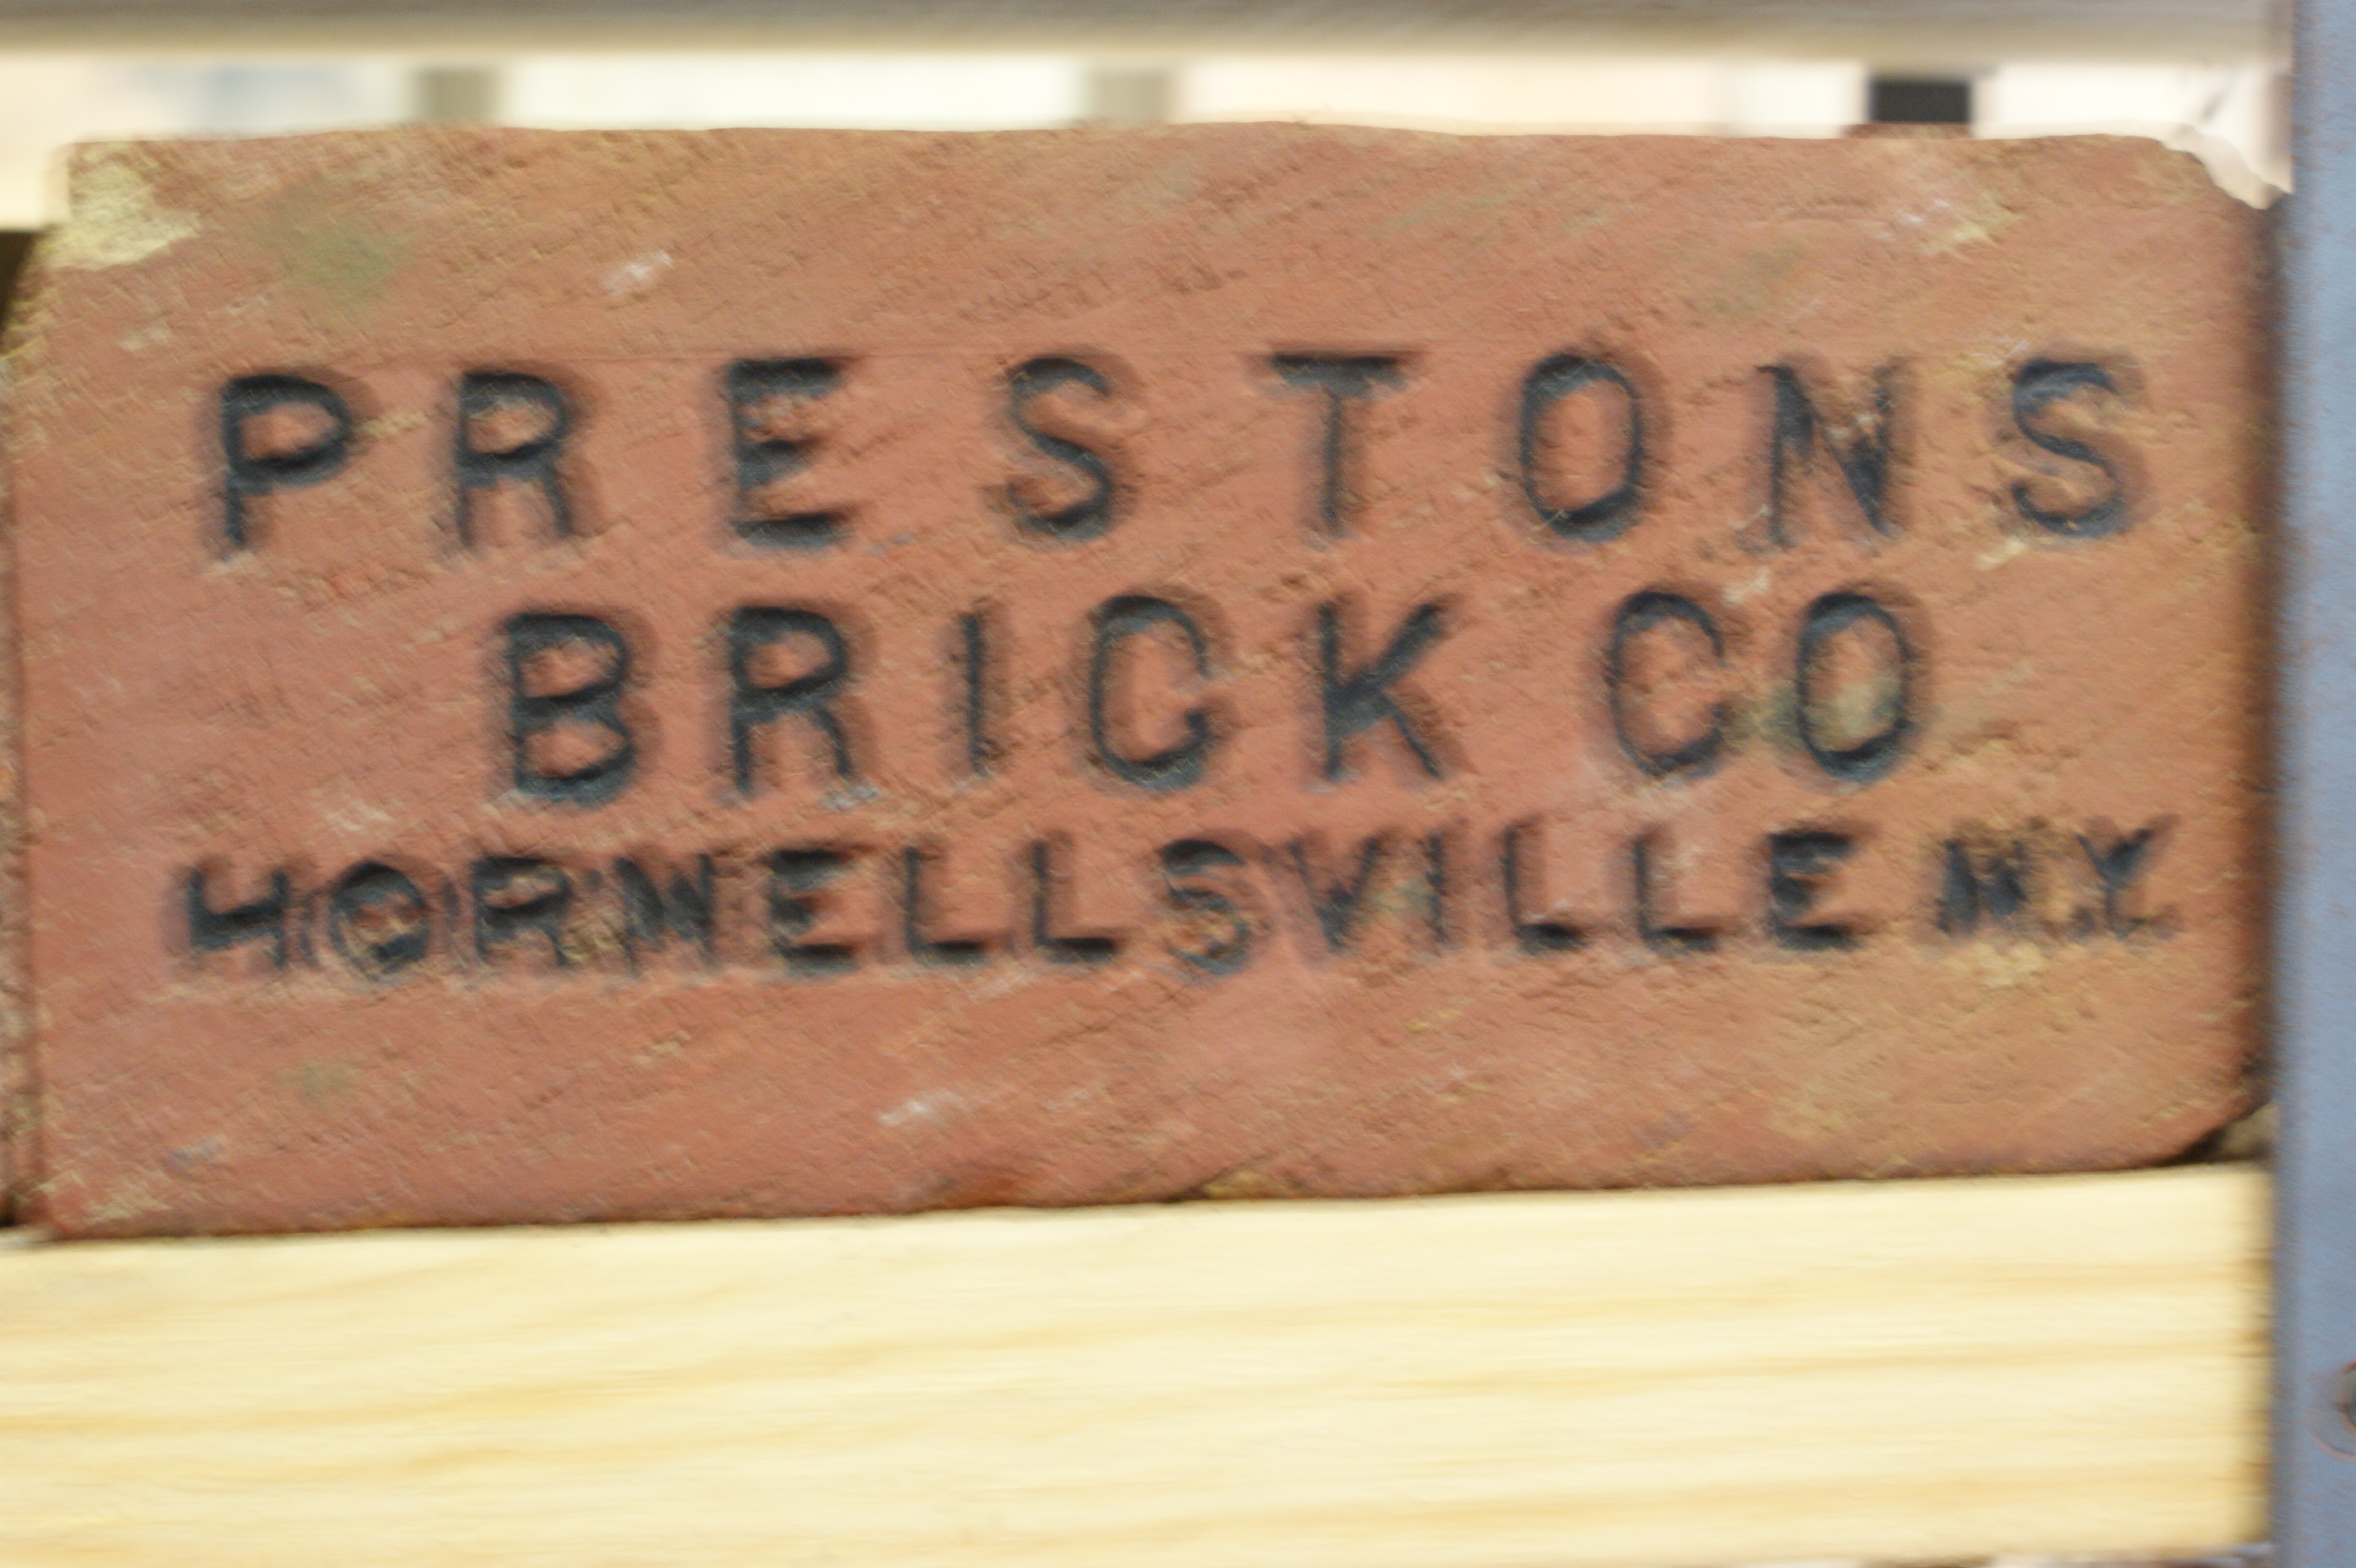 PRESTONS
BRICK CO
HORNELLSVILLE N.Y.